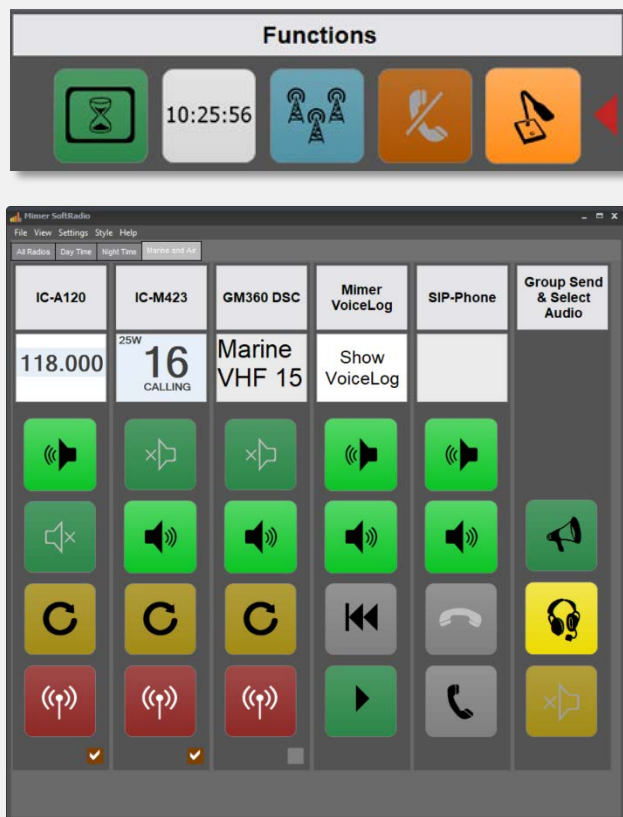 Functions
10:25:56
Mimer SoftRadio
File View Settings Style Help
All Radios Day Time Night Time Marine and Air
IC-A120
IC-M423
GM360 DSC
Mimer
VoiceLog
SIP-Phone
Group Send
& Select
Audio
118.000
25W
16
CALLING
Marine
VHF 15
Show
VoiceLog